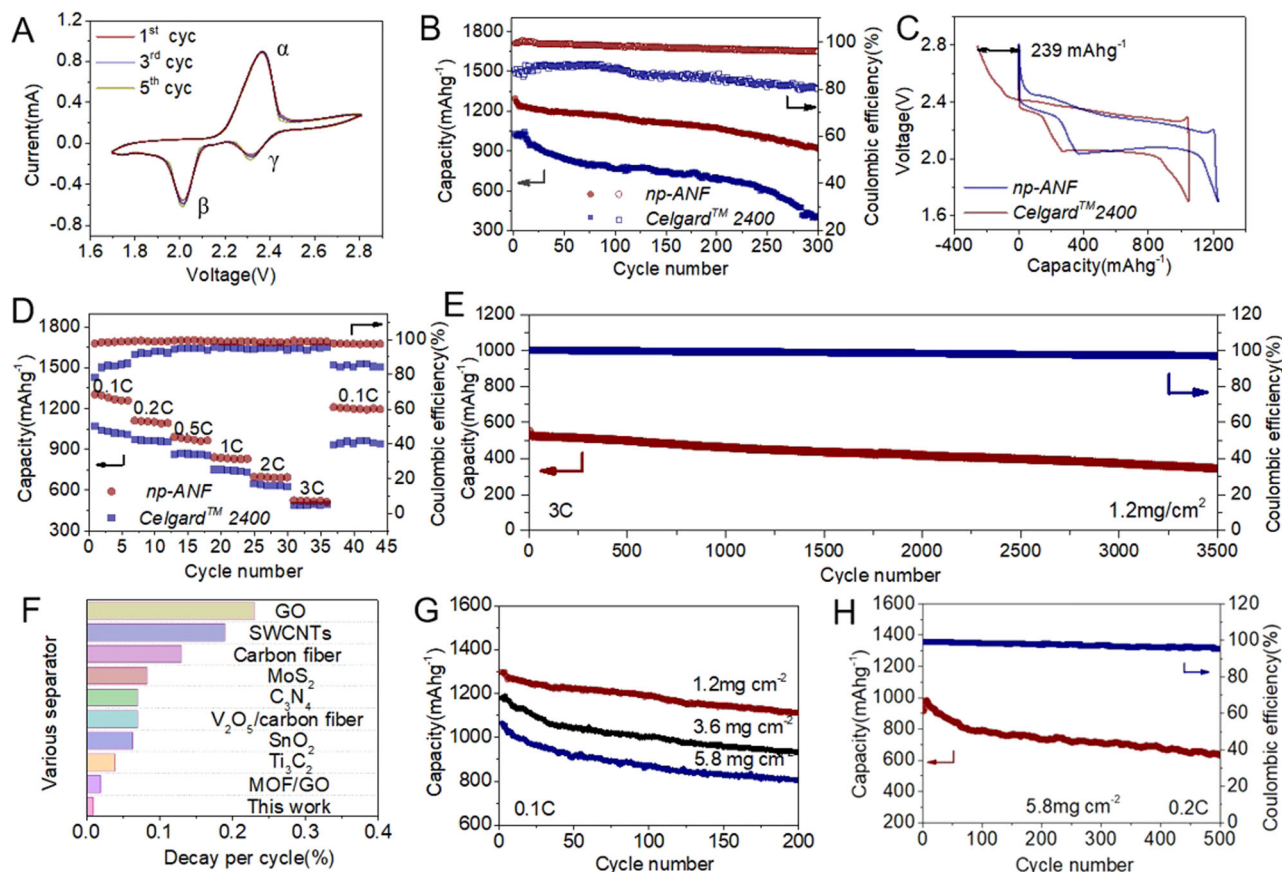 A
1.2
0.8
0.4
0.0
-0.4
-0.8
1.6 1.8 2.0 2.2 2.4 2.6 2.8
Current(mA)
Voltage(V)
1st cyc
3rd cyc
5th cyc
α
β
γ
B
1800
1500
1200
900
600
300
0 50 100 150 200 250 300
100
80
60
40
20
Capacity(mAhg-1)
Coulombic efficiency(%)
Cycle number
np-ANF
CelgardTM 2400
C
2.8
2.4
2.0
1.6
-400 0 400 800 1200
Voltage(V)
Capacity(mAhg-1)
239 mAhg-1
np-ANF
CelgardTM 2400
D
1800
1500
1200
900
600
300
0 5 10 15 20 25 30 35 40 45
100
80
60
40
20
0
Capacity(mAhg-1)
Coulombic efficiency(%)
Cycle number
0.1C
0.2C
0.5C
1C
2C
3C
0.1C
np-ANF
CelgardTM 2400
E
1200
1000
800
600
400
200
0
0 500 1000 1500 2000 2500 3000 3500
120
100
80
60
40
20
0
Capacity(mAhg-1)
Coulombic efficiency(%)
Cycle number
3C
1.2mg/cm2
F
Various separator
GO
SWCNTs
Carbon fiber
MoS2
C3N4
V2O5/carbon fiber
SnO2
Ti3C2
MOF/GO
This work
0.0 0.1 0.2 0.3 0.4
Decay per cycle(%)
G
1600
1400
1200
1000
800
600
0 50 100 150 200
Capacity(mAhg-1)
Cycle number
1.2mg cm-2
3.6 mg cm-2
5.8 mg cm-2
0.1C
H
1600
1400
1200
1000
800
600
400
200
0 100 200 300 400 500
120
100
80
60
40
20
0
Capacity(mAhg-1)
Coulombic efficiency(%)
Cycle number
5.8mg cm-2
0.2C